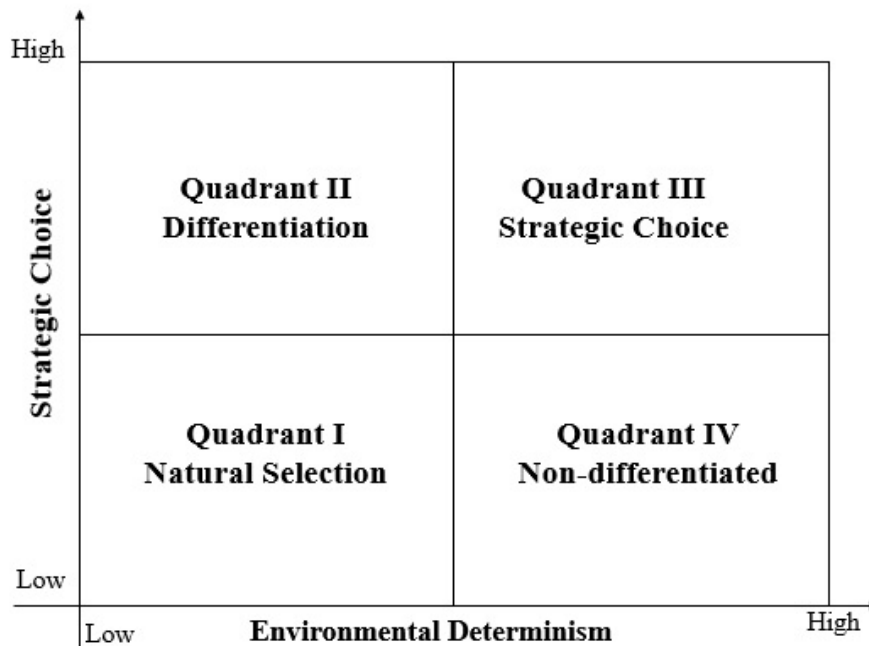 High
Strategic Choice
Quadrant II
Differentiation
Quadrant III
Strategic Choice
Quadrant I
Natural Selection
Quadrant IV
Non-differentiated
Low
Low
Environmental Determinism
High